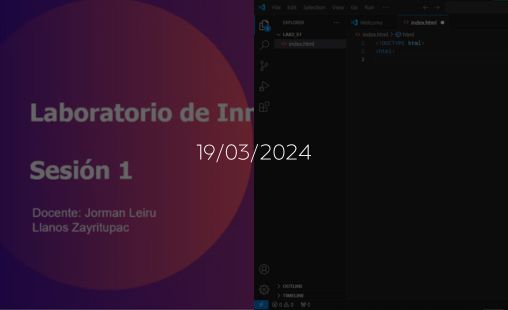 Laboratorio de Inn
Sesión 1
Docente: Jorman Leiru
Llanos Zayritupac
19/03/2024
File Edit Selection View Go Run ···
EXPLORER ···
LAB2_S1
<> index.html
Welcome
<> index.html
<> index.html > html
1 <!DOCTYPE html>
2 <html>
3
OUTLINE
TIMELINE
0 0 0